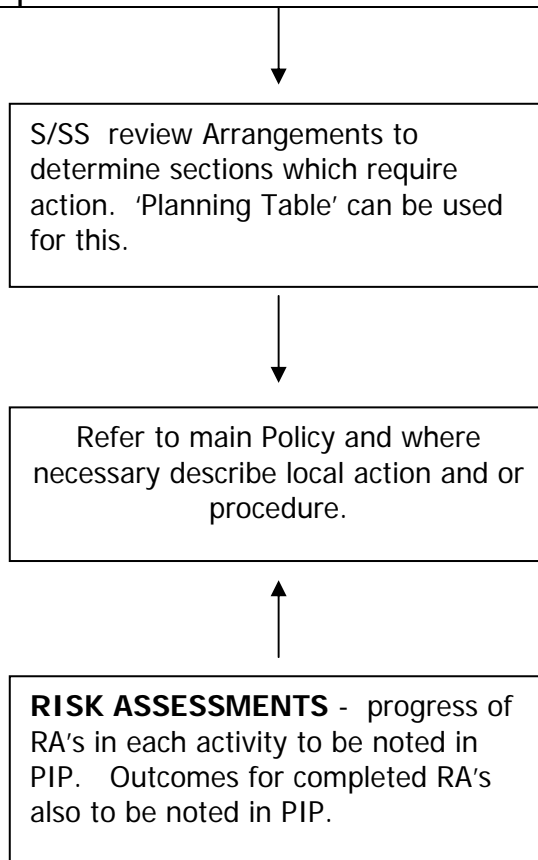 S/SS review Arrangements to
determine sections which require
action. 'Planning Table' can be used
for this.
Refer to main Policy and where
necessary describe local action and or
procedure.
RISK ASSESSMENTS - progress of
RA's in each activity to be noted in
PIP. Outcomes for completed RA's
also to be noted in PIP.